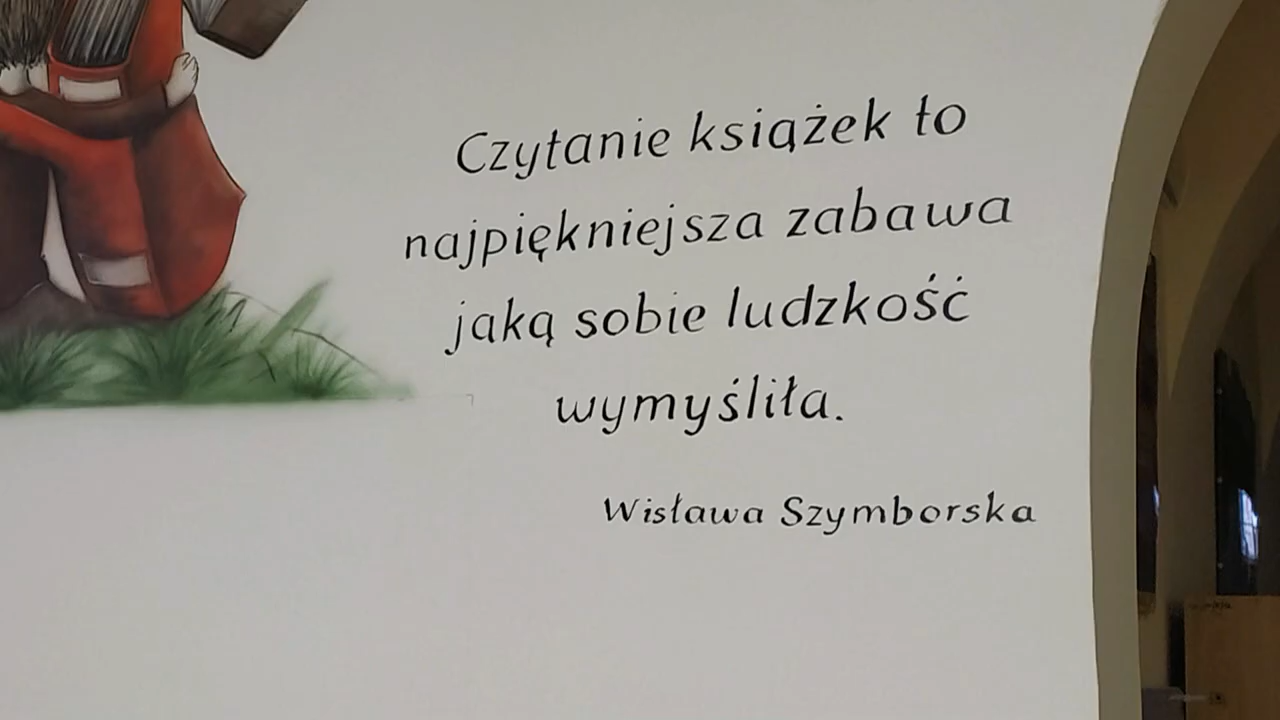 Czytanie książek to
najpiękniejsza zabawa
jaką sobie ludzkość
wymyśliła.
Wisława Szymborska